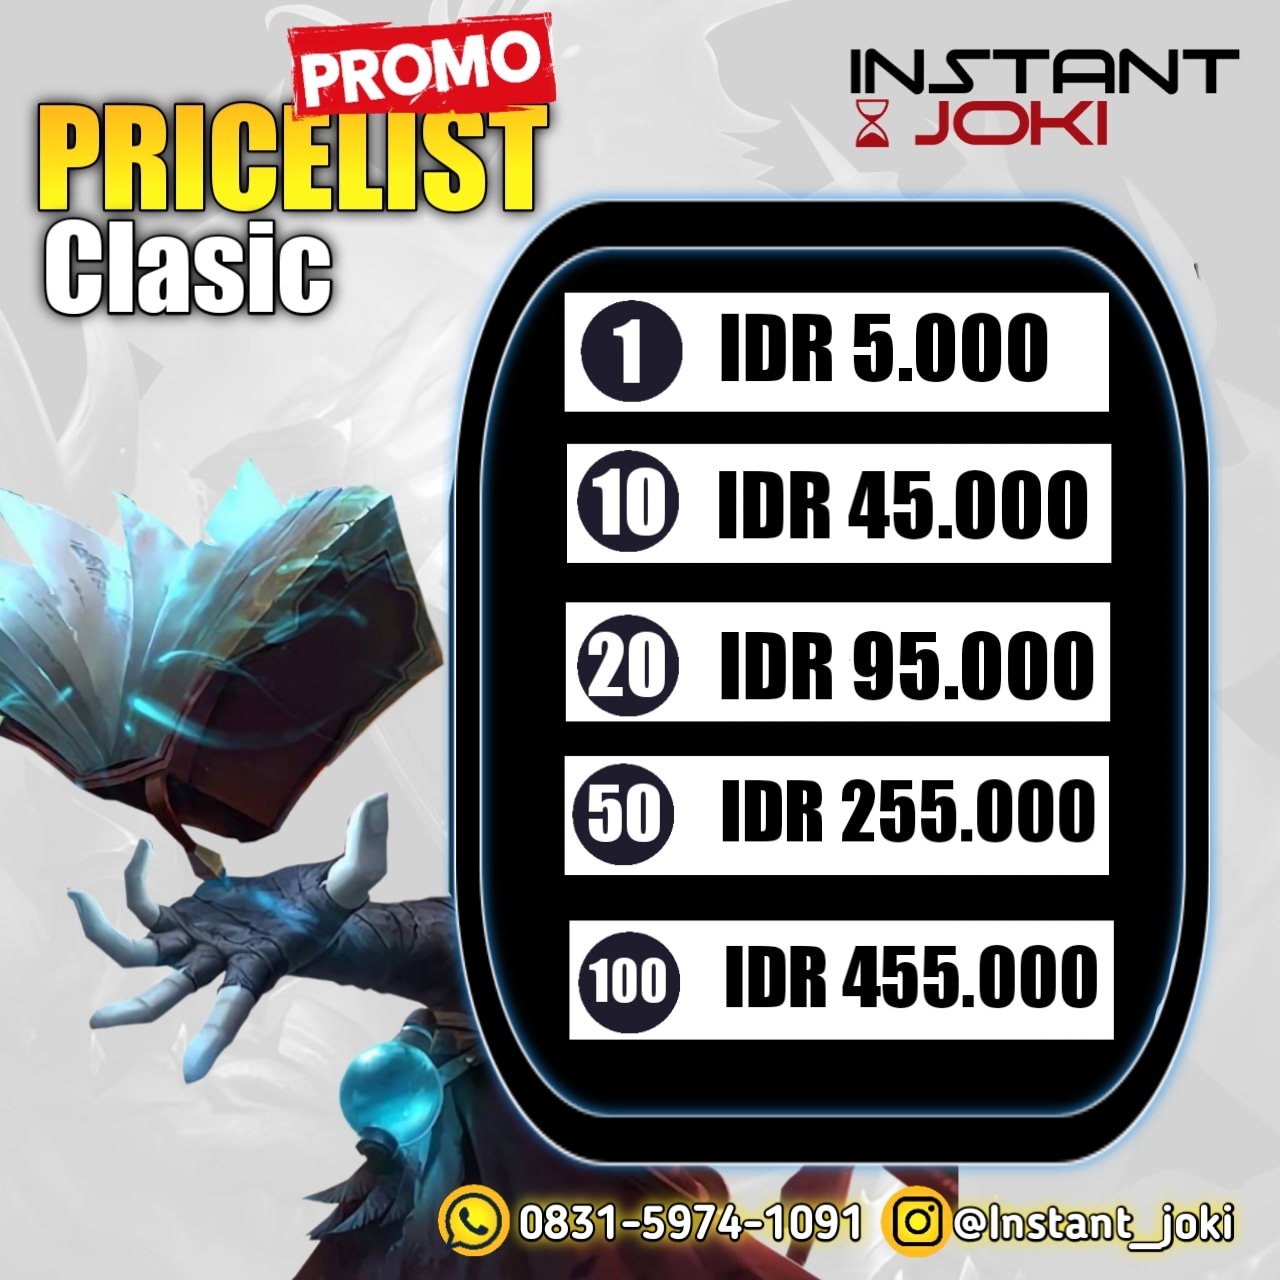 PROMO
PRICELIST
Clasic
INSTANT
JOKI
1 IDR 5.000
10 IDR 45.000
20 IDR 95.000
50 IDR 255.000
100 IDR 455.000
0831-5974-1091 @Instant_joki